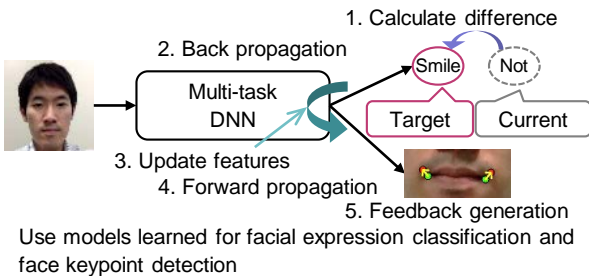 1. Calculate difference
2. Back propagation
Smile
Not
Multi-task
DNN
Target
Current
3. Update features
4. Forward propagation
5. Feedback generation
Use models learned for facial expression classification and
face keypoint detection